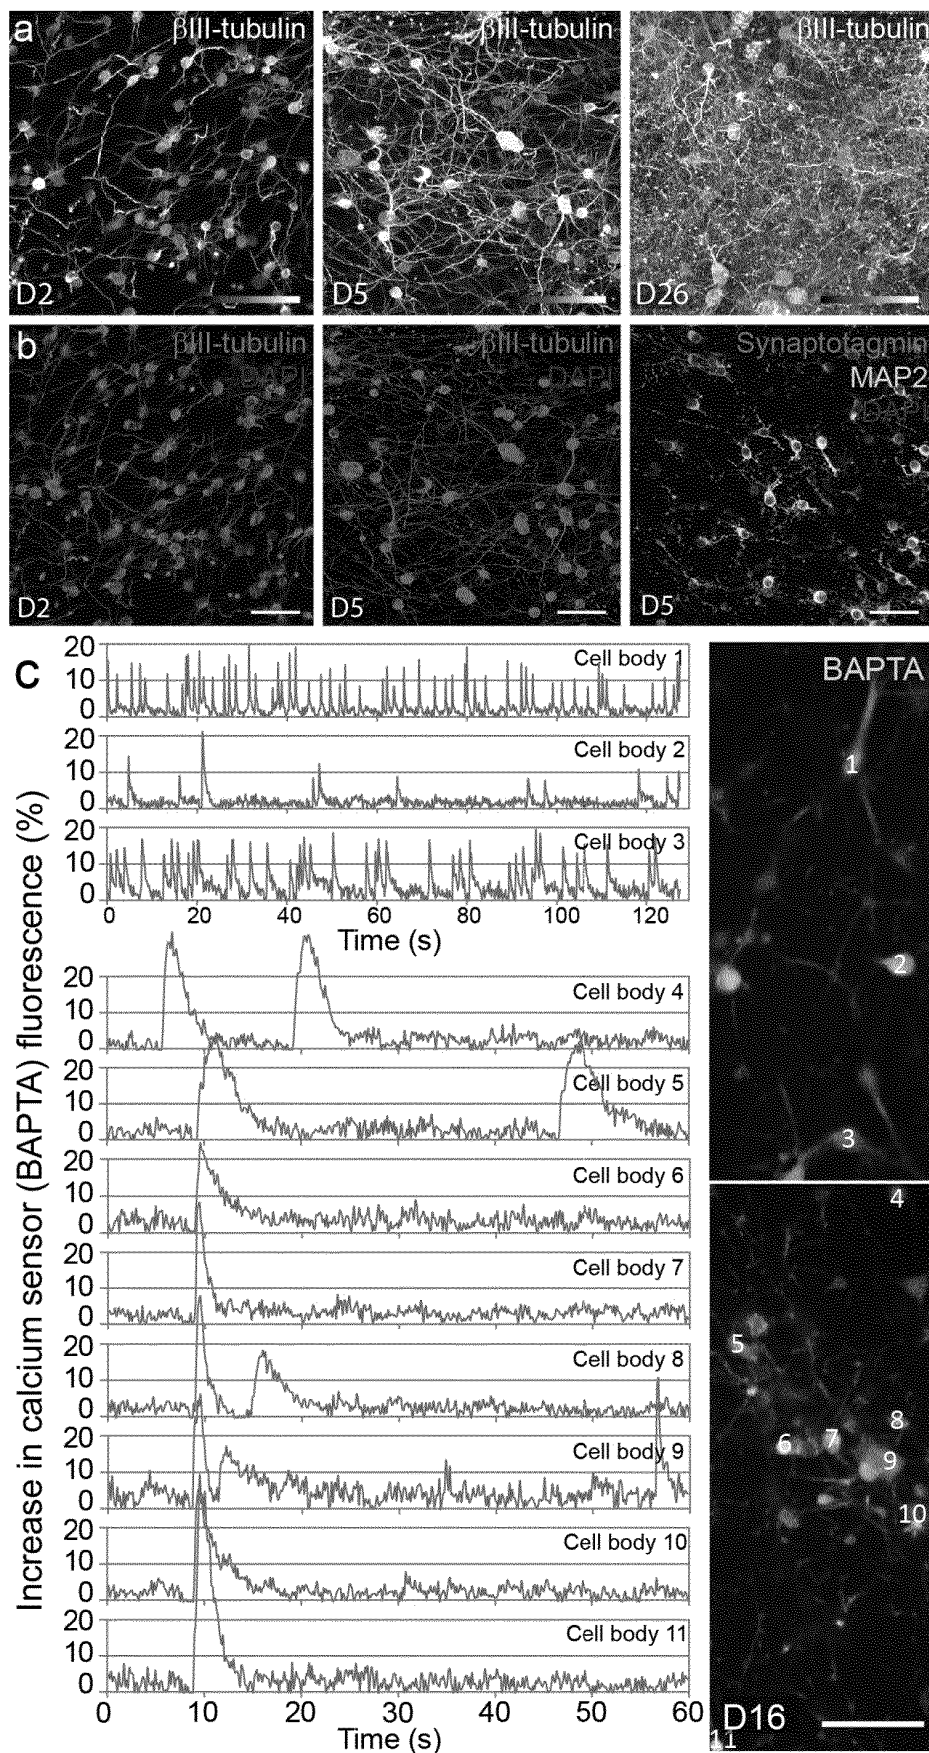 a
βIII-tubulin
D2
βIII-tubulin
D5
βIII-tubulin
D26
b
βIII-tubulin
DAPI
D2
βIII-tubulin
DAPI
D5
Synaptotagmin
MAP2
DAPI
D5
C
Increase in calcium sensor (BAPTA) fluorescence (%)
20
10
0
Cell body 1
20
10
0
Cell body 2
20
10
0
Cell body 3
0 20 40 60 80 100 120
Time (s)
20
10
0
Cell body 4
20
10
0
Cell body 5
20
10
0
Cell body 6
20
10
0
Cell body 7
20
10
0
Cell body 8
20
10
0
Cell body 9
20
10
0
Cell body 10
20
10
0
Cell body 11
0 10 20 30 40 50 60
Time (s)
BAPTA
1
2
3
4
5
6
7
8
9
10
11
D16